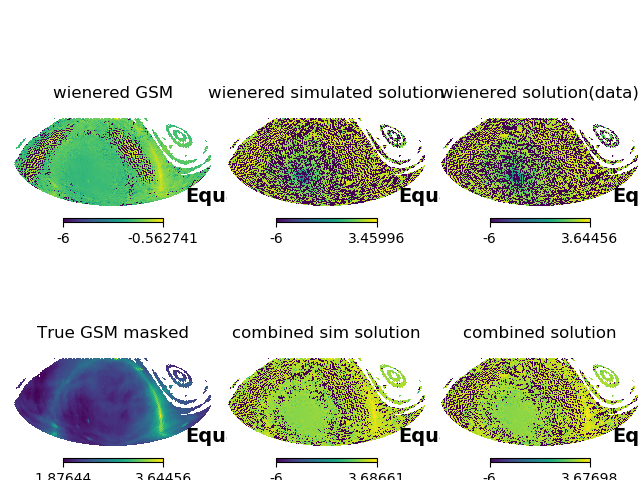 wienered GSM
wienered simulated solution
wienered solution(data)
Equ
Equ
Eq
-6
-0.562741
-6
3.45996
-6
3.64456
True GSM masked
combined sim solution
combined solution
Equ
Equ
Eq
1.87644
3.64456
-6
3.68661
-6
3.67698